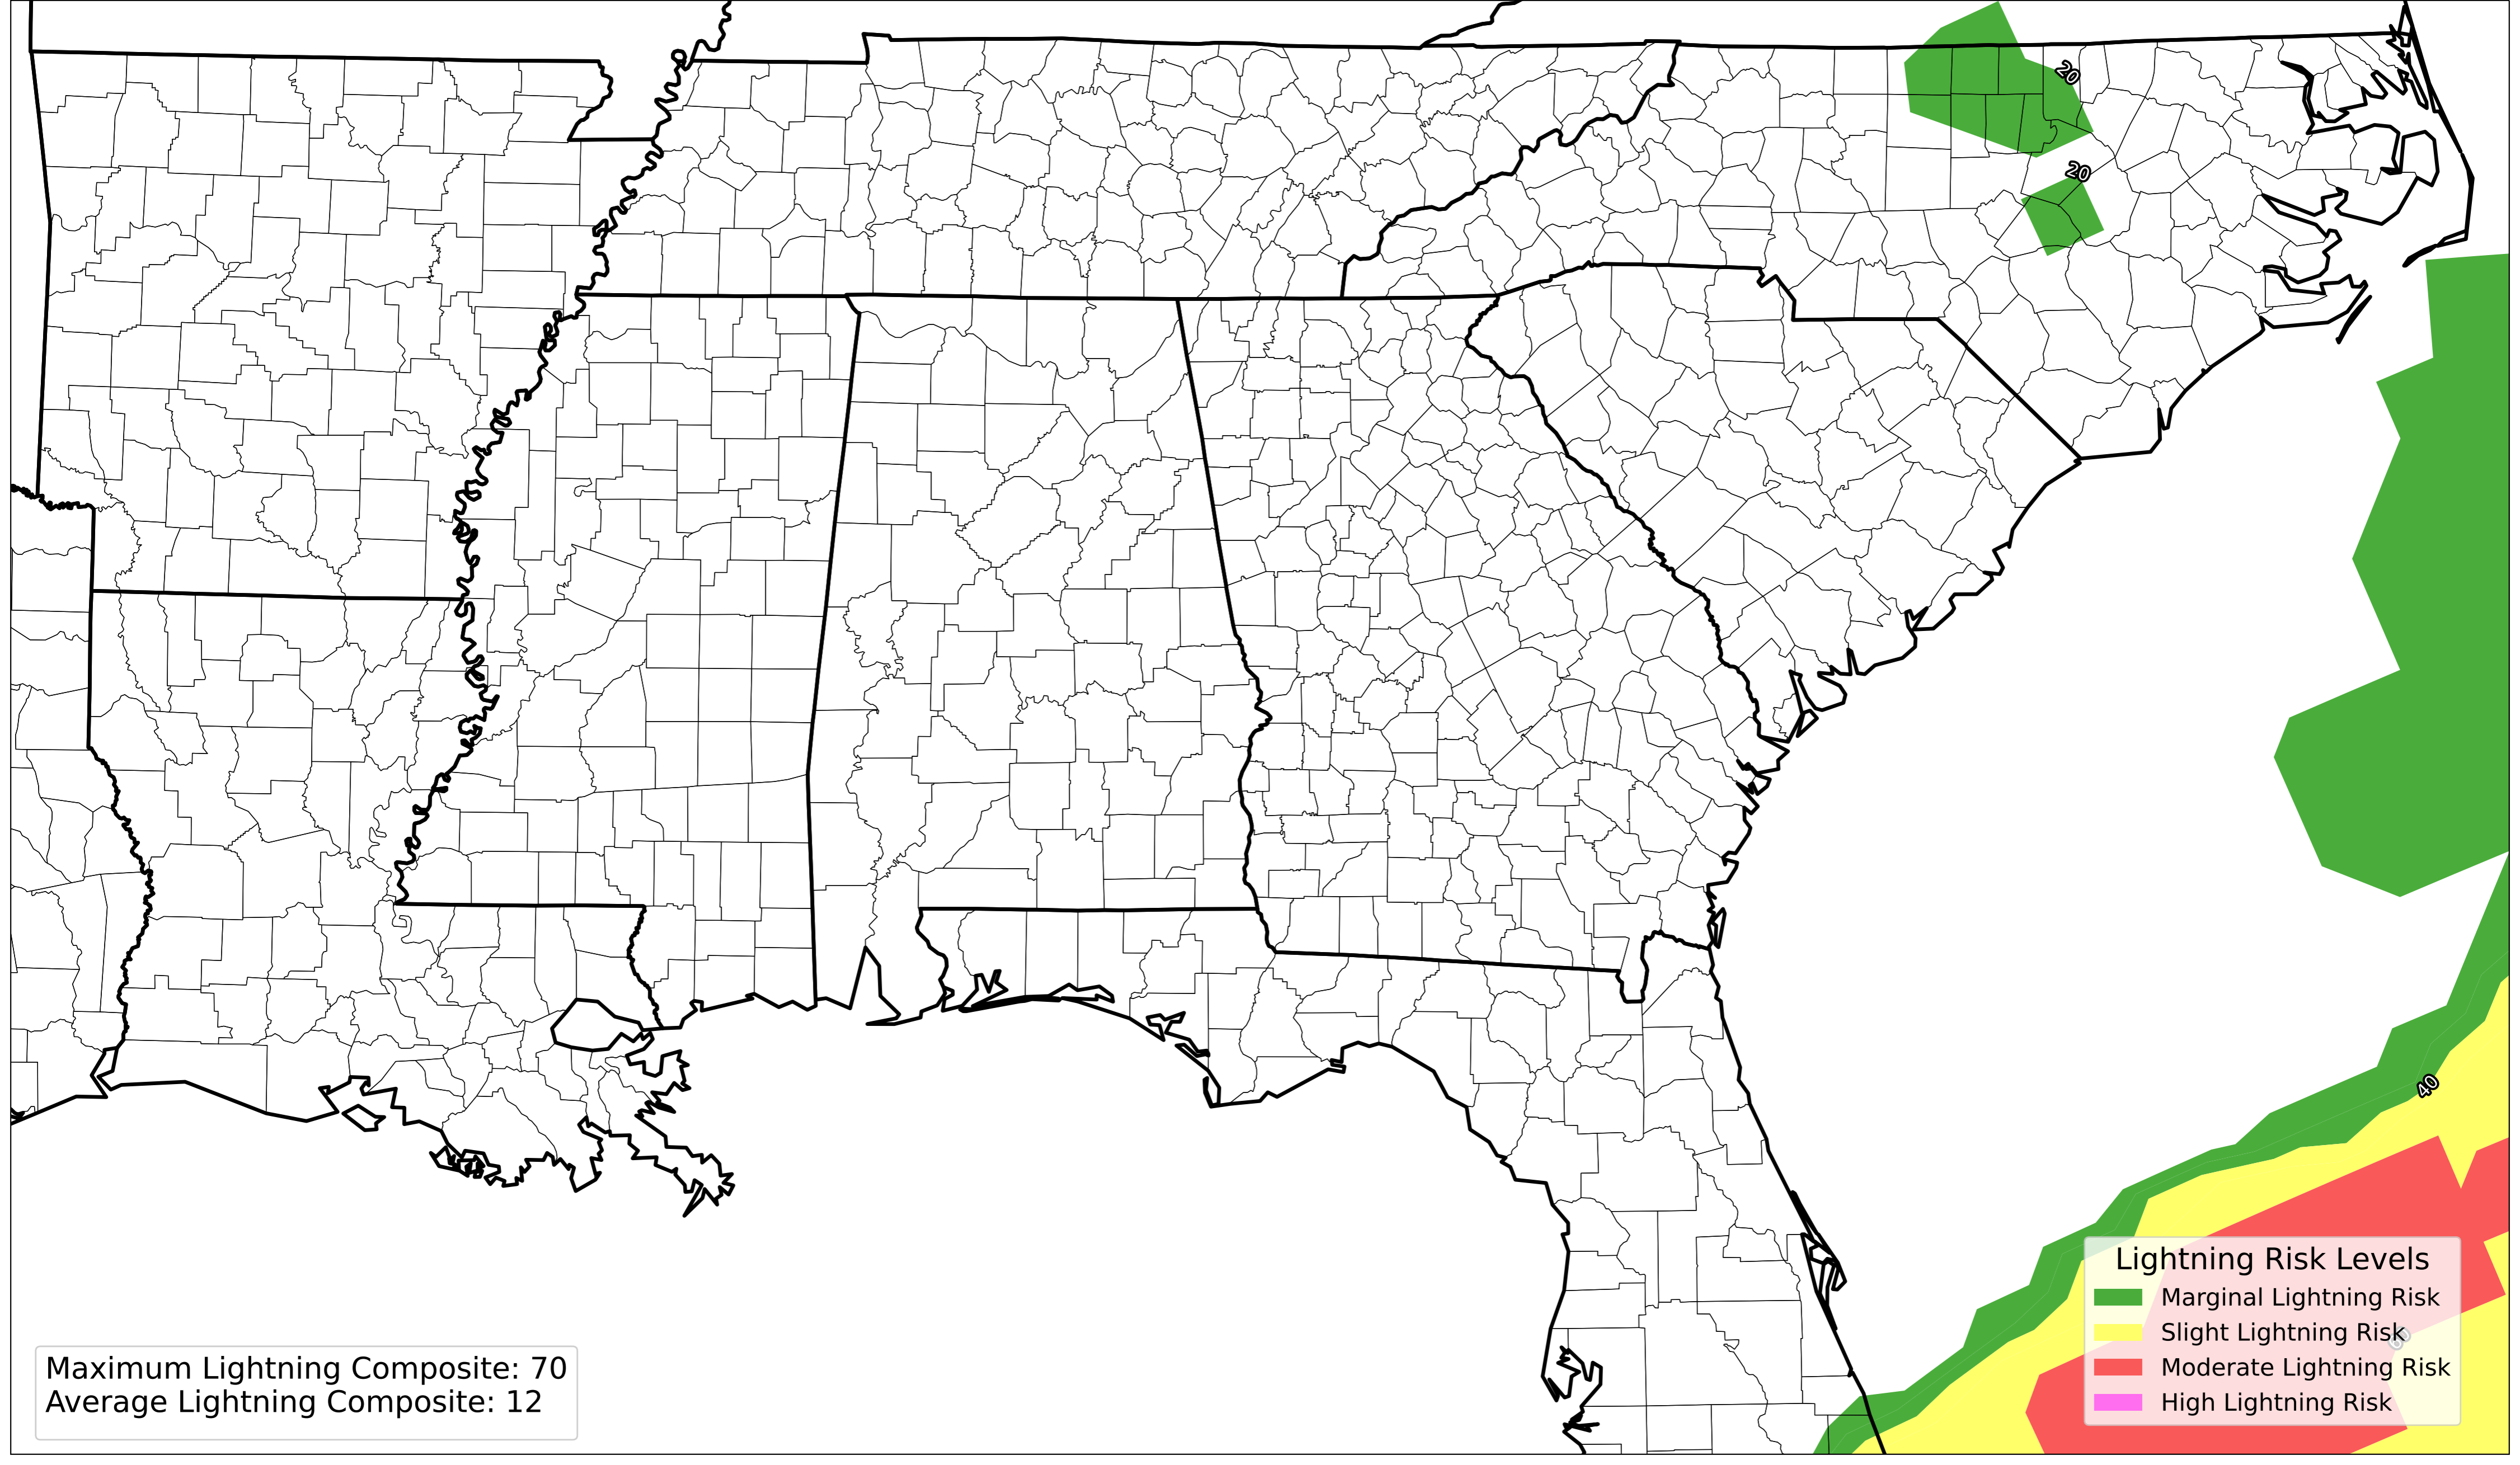 20
20
40
Lightning Risk Levels
Marginal Lightning Risk
Slight Lightning Risk
Moderate Lightning Risk
High Lightning Risk
Maximum Lightning Composite: 70
Average Lightning Composite: 12